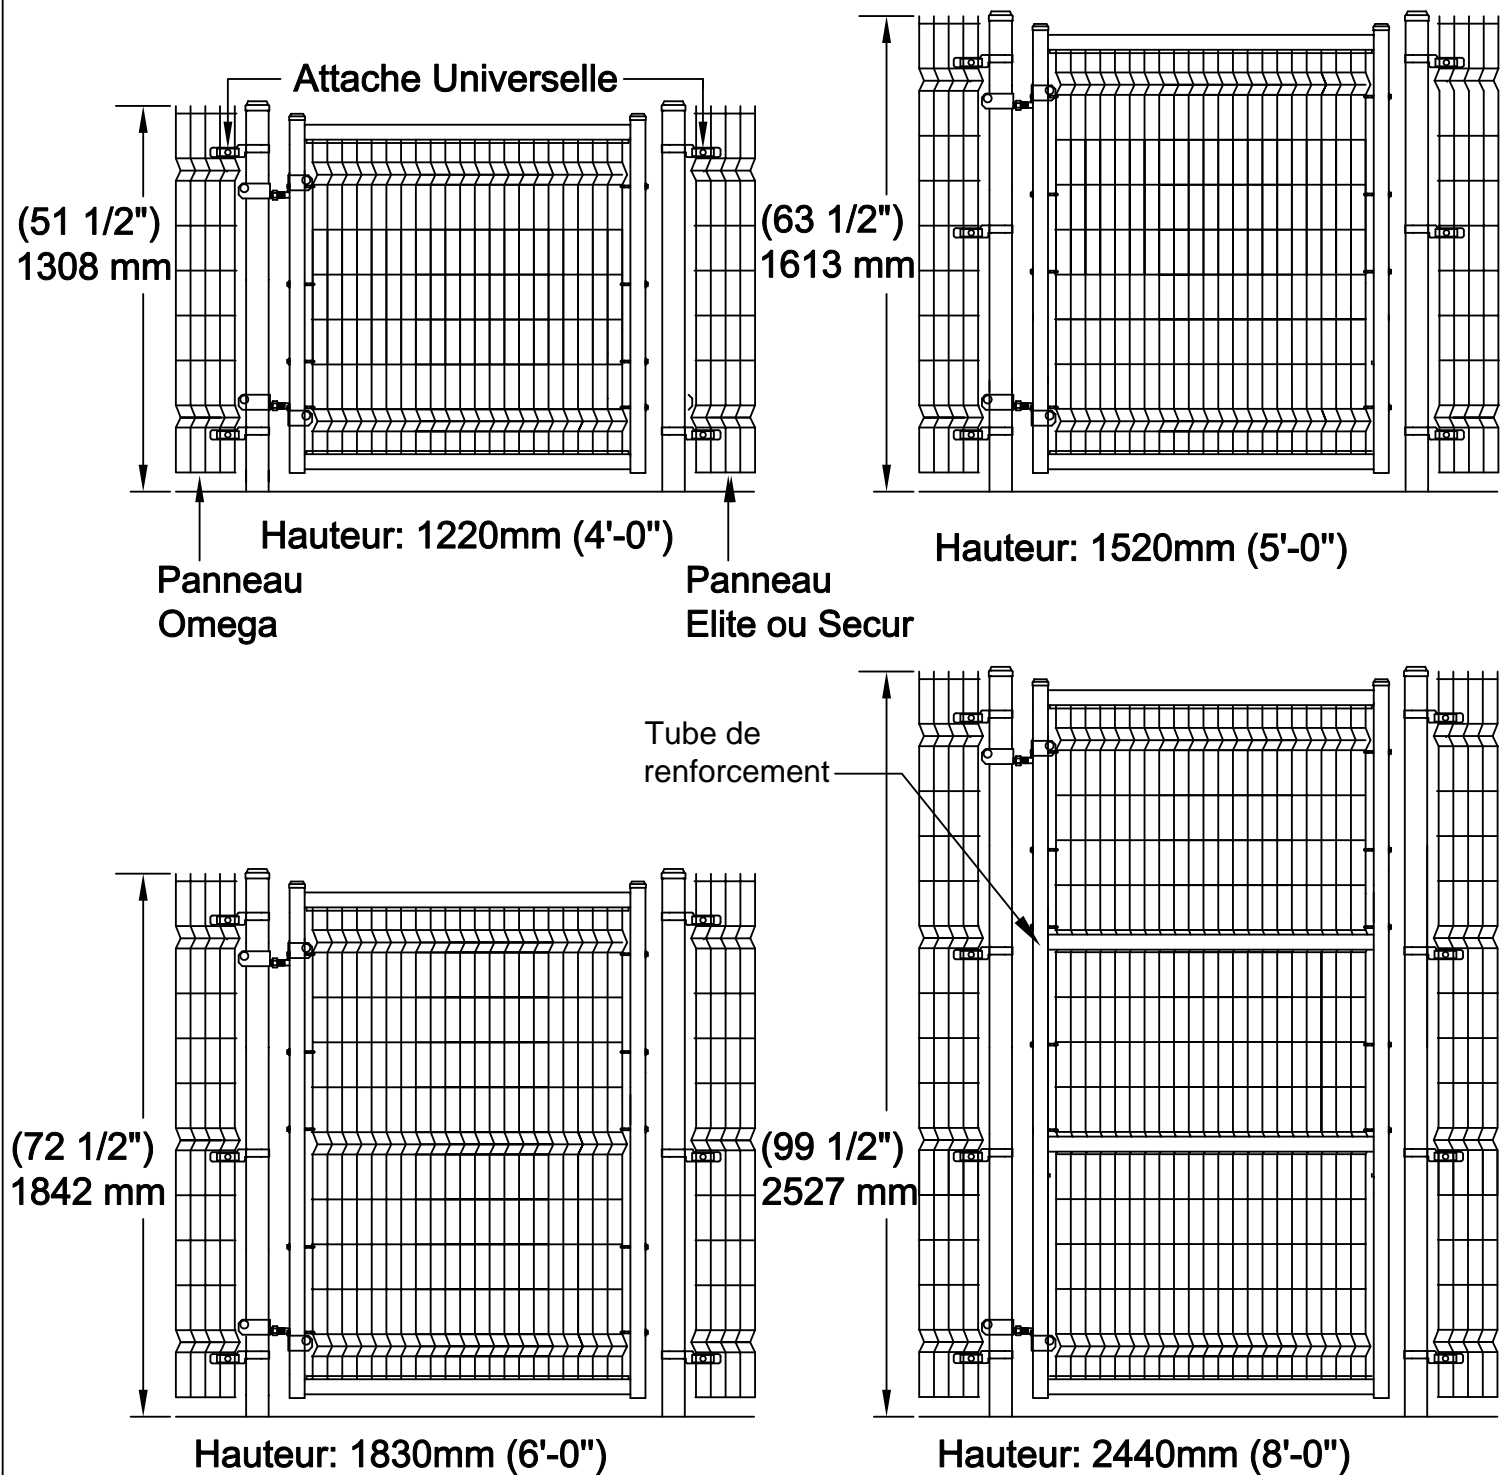 Attache Universelle
(51 1/2")
1308 mm
(63 1/2")
1613 mm
Hauteur: 1220mm (4'-0")
Hauteur: 1520mm (5'-0")
Panneau
Omega
Panneau
Elite ou Secur
Tube de
renforcement
(72 1/2")
1842 mm
(99 1/2")
2527 mm
Hauteur: 1830mm (6'-0")
Hauteur: 2440mm (8'-0")